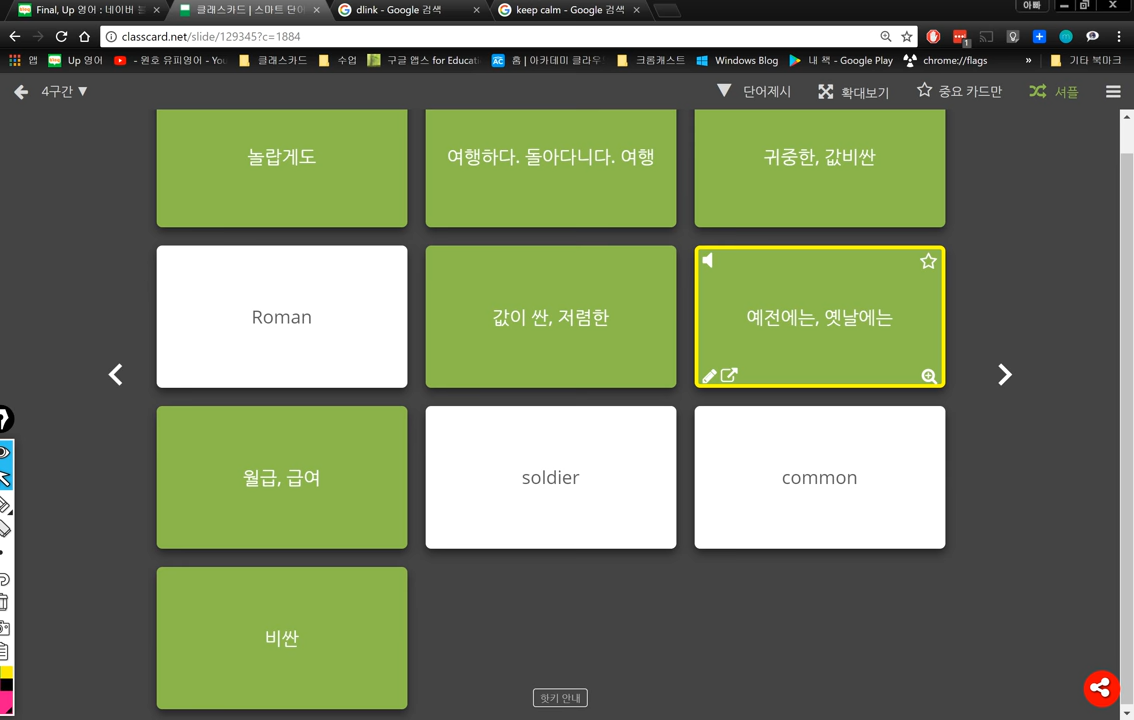 Final, Up 영어 : 네이버
클래스카드 | 스마트 단어
dlink - Google 검색
keep calm - Google 검색
아빠
classcard.net/slide/129345?c=1884
앱
Up 영어
- 원호 유피영어 - You
클래스카드
수업
구글 앱스 for Educati
홈 | 아카데미 클라우
크롬캐스트
Windows Blog
내 책 - Google Play
chrome://flags
»
기타 북마크
4구간 ▼
단어제시
확대보기
중요 카드만
셔플
놀랍게도
여행하다. 돌아다니다. 여행
귀중한, 값비싼
Roman
값이 싼, 저렴한
예전에는, 옛날에는
월급, 급여
soldier
common
비싼
핫키 안내